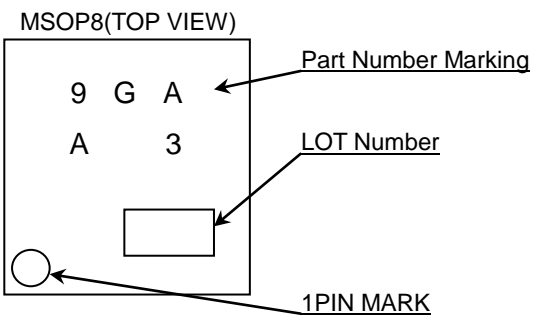 MSOP8(TOP VIEW)
Part Number Marking
9 G A
A 3
LOT Number
1PIN MARK